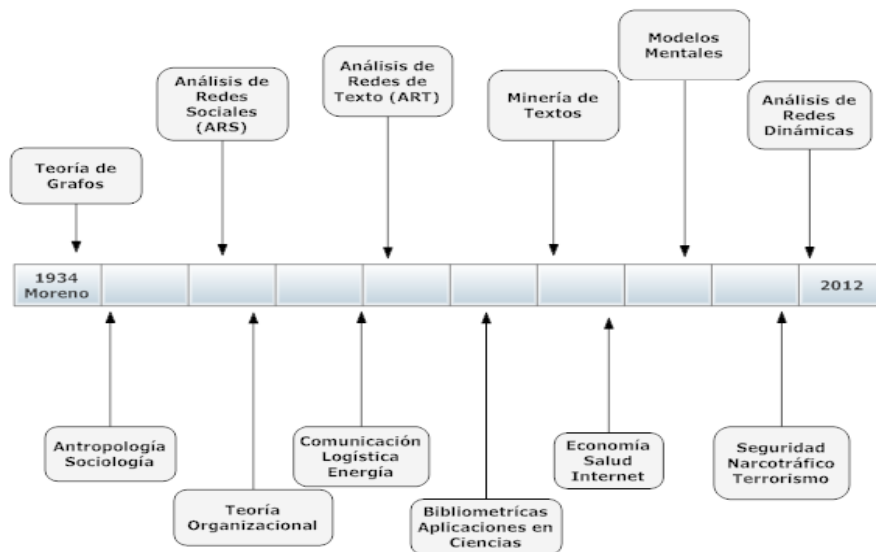 Modelos
Mentales
Análisis de
Redes de
Texto (ART)
Análisis de
Redes
Sociales
(ARS)
Minería de
Textos
Análisis de
Redes
Dinámicas
Teoría de
Grafos
1934
Moreno
2012
Antropología
Sociología
Comunicación
Logística
Energía
Economía
Salud
Internet
Seguridad
Narcotráfico
Terrorismo
Teoría
Organizacional
Bibliometrícas
Aplicaciones en
Ciencias